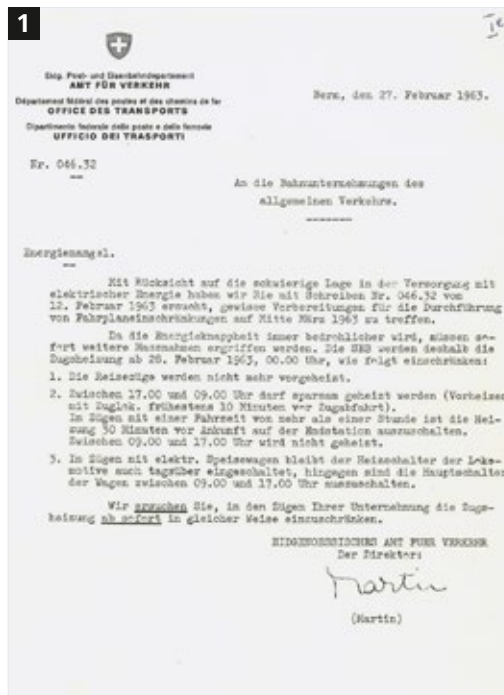 1
Eidg. Post- und Eisenbahndepartement
AMT FÜR VERKEHR
Département fédéral des postes et des chemins de fer
OFFICE DES TRANSPORTS
Dipartimento federale delle poste e delle ferrovie
UFFICIO DEI TRASPORTI
Bern, den 27. Februar 1963.
Nr. 046.32
An die Bahnunternehmungen des
allgemeinen Verkehrs.
Energiemangel.
Mit Rücksicht auf die schwierige Lage in der Versorgung mit
elektrischer Energie haben wir Sie mit Schreiben Nr. 046.32 vom
12. Februar 1963 ersucht, gewisse Vorbereitungen für die Durchführung
von Fahrplaneinschränkungen auf Mitte März 1963 zu treffen.
Da die Energieknappheit immer bedrohlicher wird, müssen so-
fort weitere Massnahmen ergriffen werden. Die SBB werden deshalb die
Zugsheizung ab 28. Februar 1963, 00.00 Uhr, wie folgt einschränken:
1. Die Reisezüge werden nicht mehr vorgeheizt.
2. Zwischen 17.00 und 09.00 Uhr darf sparsam geheizt werden (Vorheizen
mit Zuglok. frühestens 10 Minuten vor Zugabfahrt).
In Zügen mit einer Fahrzeit von mehr als einer Stunde ist die Hei-
zung 30 Minuten vor Ankunft auf der Endstation auszuschalten.
Zwischen 09.00 und 17.00 Uhr wird nicht geheizt.
3. In Zügen mit elektr. Speisewagen bleibt der Heizschalter der Loko-
motive auch tagsüber eingeschaltet, hingegen sind die Hauptschalter
der Wagen zwischen 09.00 und 17.00 Uhr auszuschalten.
Wir ersuchen Sie, in den Zügen Ihrer Unternehmung die Zugs-
heizung ab sofort in gleicher Weise einzuschränken.
EIDGENOESSISCHES AMT FUER VERKEHR
Der Direktor:
Martin
(Martin)